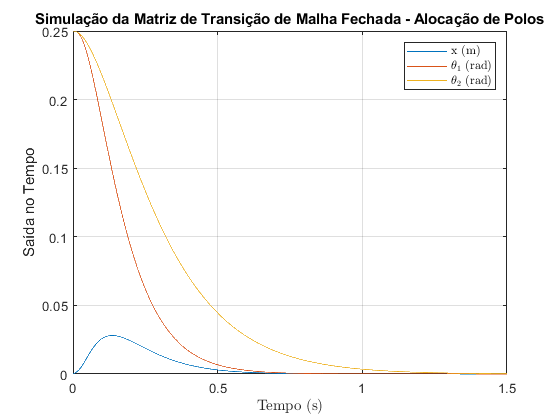 Simulação da Matriz de Transição de Malha Fechada - Alocação de Polos
0.25
0.2
0.15
0.1
0.05
0
Saída no Tempo
x (m)
θ₁ (rad)
θ₂ (rad)
0
0.5
1
1.5
Tempo (s)